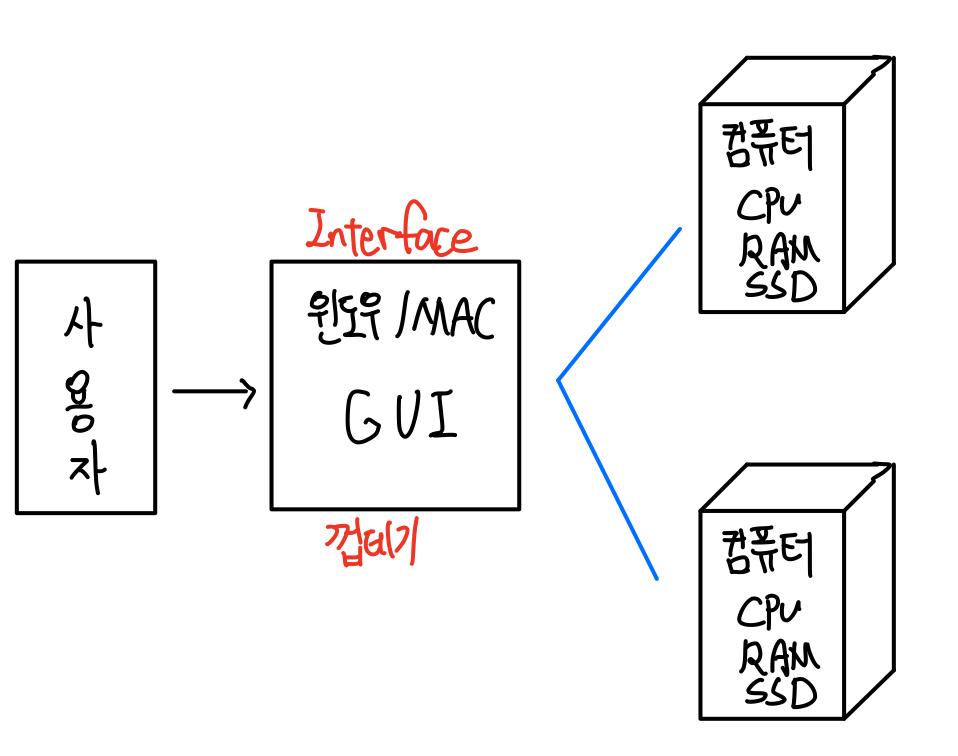 사
용
자
Interface
윈도우/MAC
GUI
껍데기
컴퓨터
CPU
RAM
SSD
컴퓨터
CPU
RAM
SSD